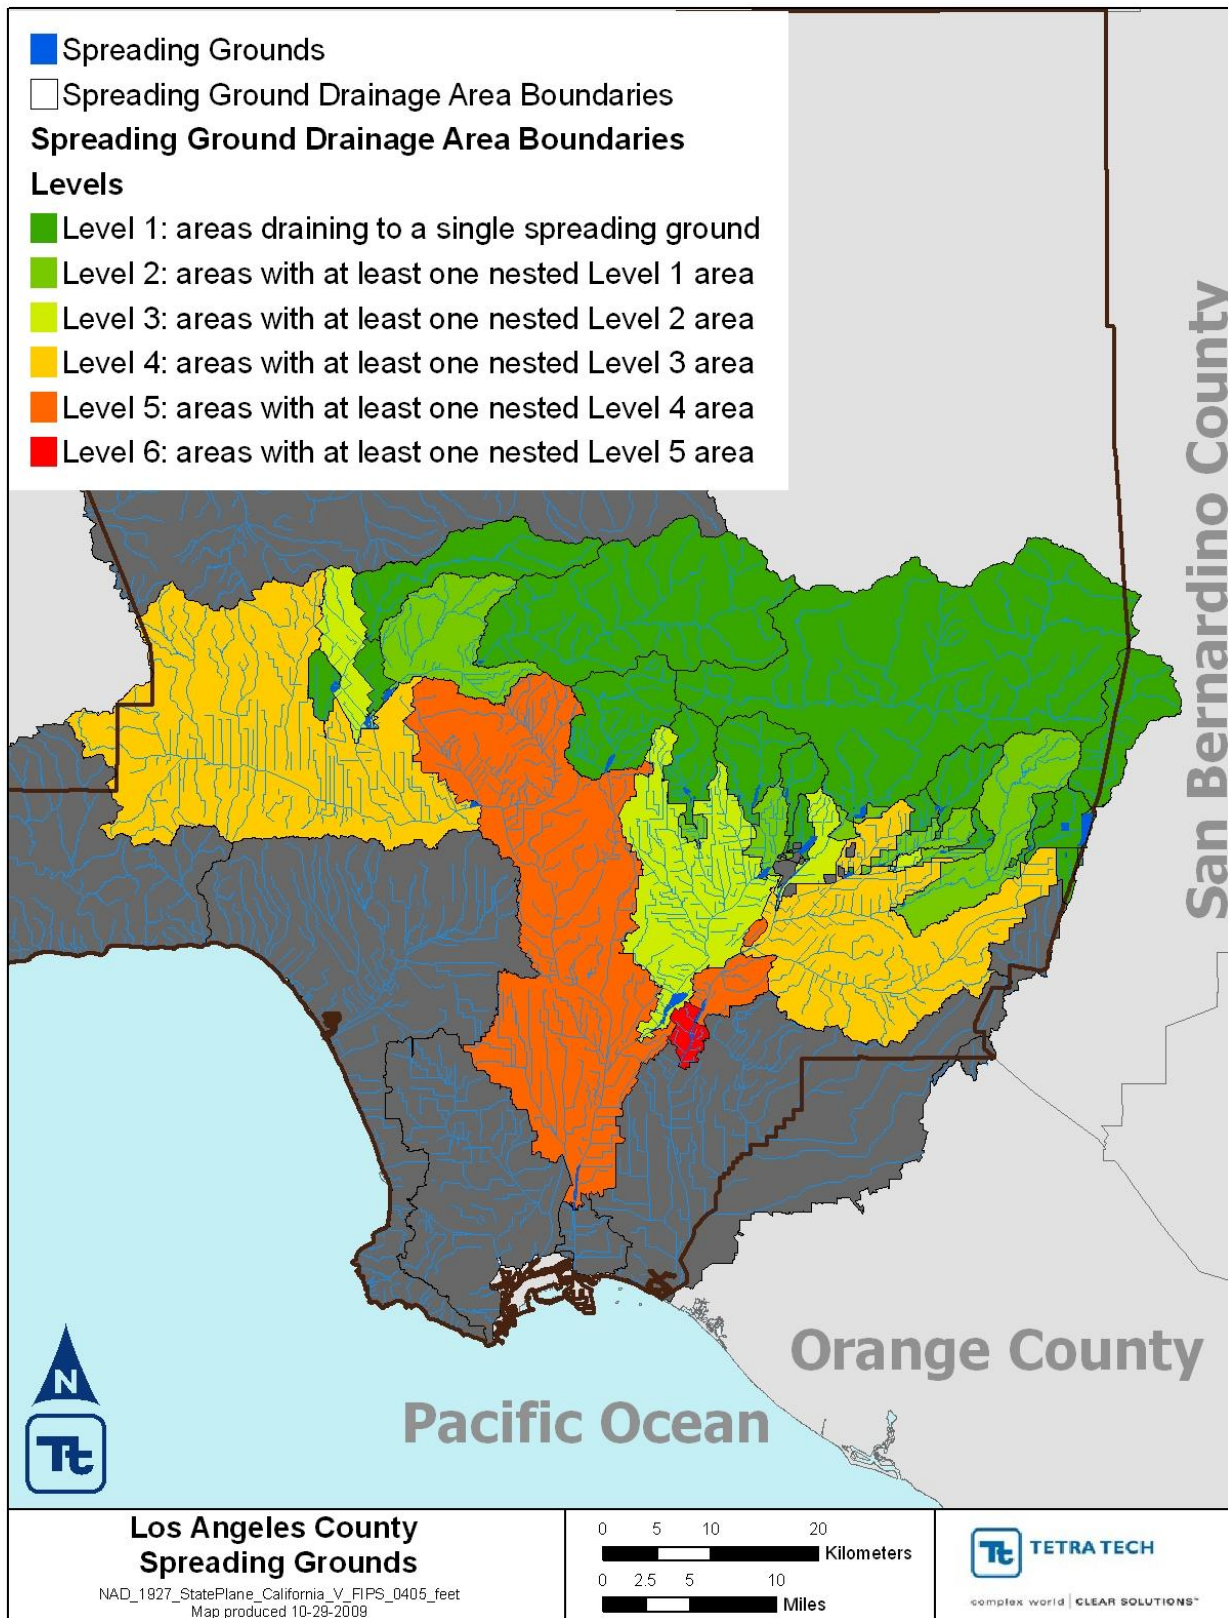 Spreading Grounds
Spreading Ground Drainage Area Boundaries
Spreading Ground Drainage Area Boundaries
Levels
Level 1: areas draining to a single spreading ground
Level 2: areas with at least one nested Level 1 area
Level 3: areas with at least one nested Level 2 area
Level 4: areas with at least one nested Level 3 area
Level 5: areas with at least one nested Level 4 area
Level 6: areas with at least one nested Level 5 area
San Bernardino County
Orange County
Pacific Ocean
N
Tt
Los Angeles County
Spreading Grounds
NAD_1927_StatePlane_California_V_FIPS_0405_feet
Map produced 10-29-2009
0 5 10 20
Kilometers
0 2.5 5 10
Miles
Tt TETRA TECH
complex world | CLEAR SOLUTIONS™